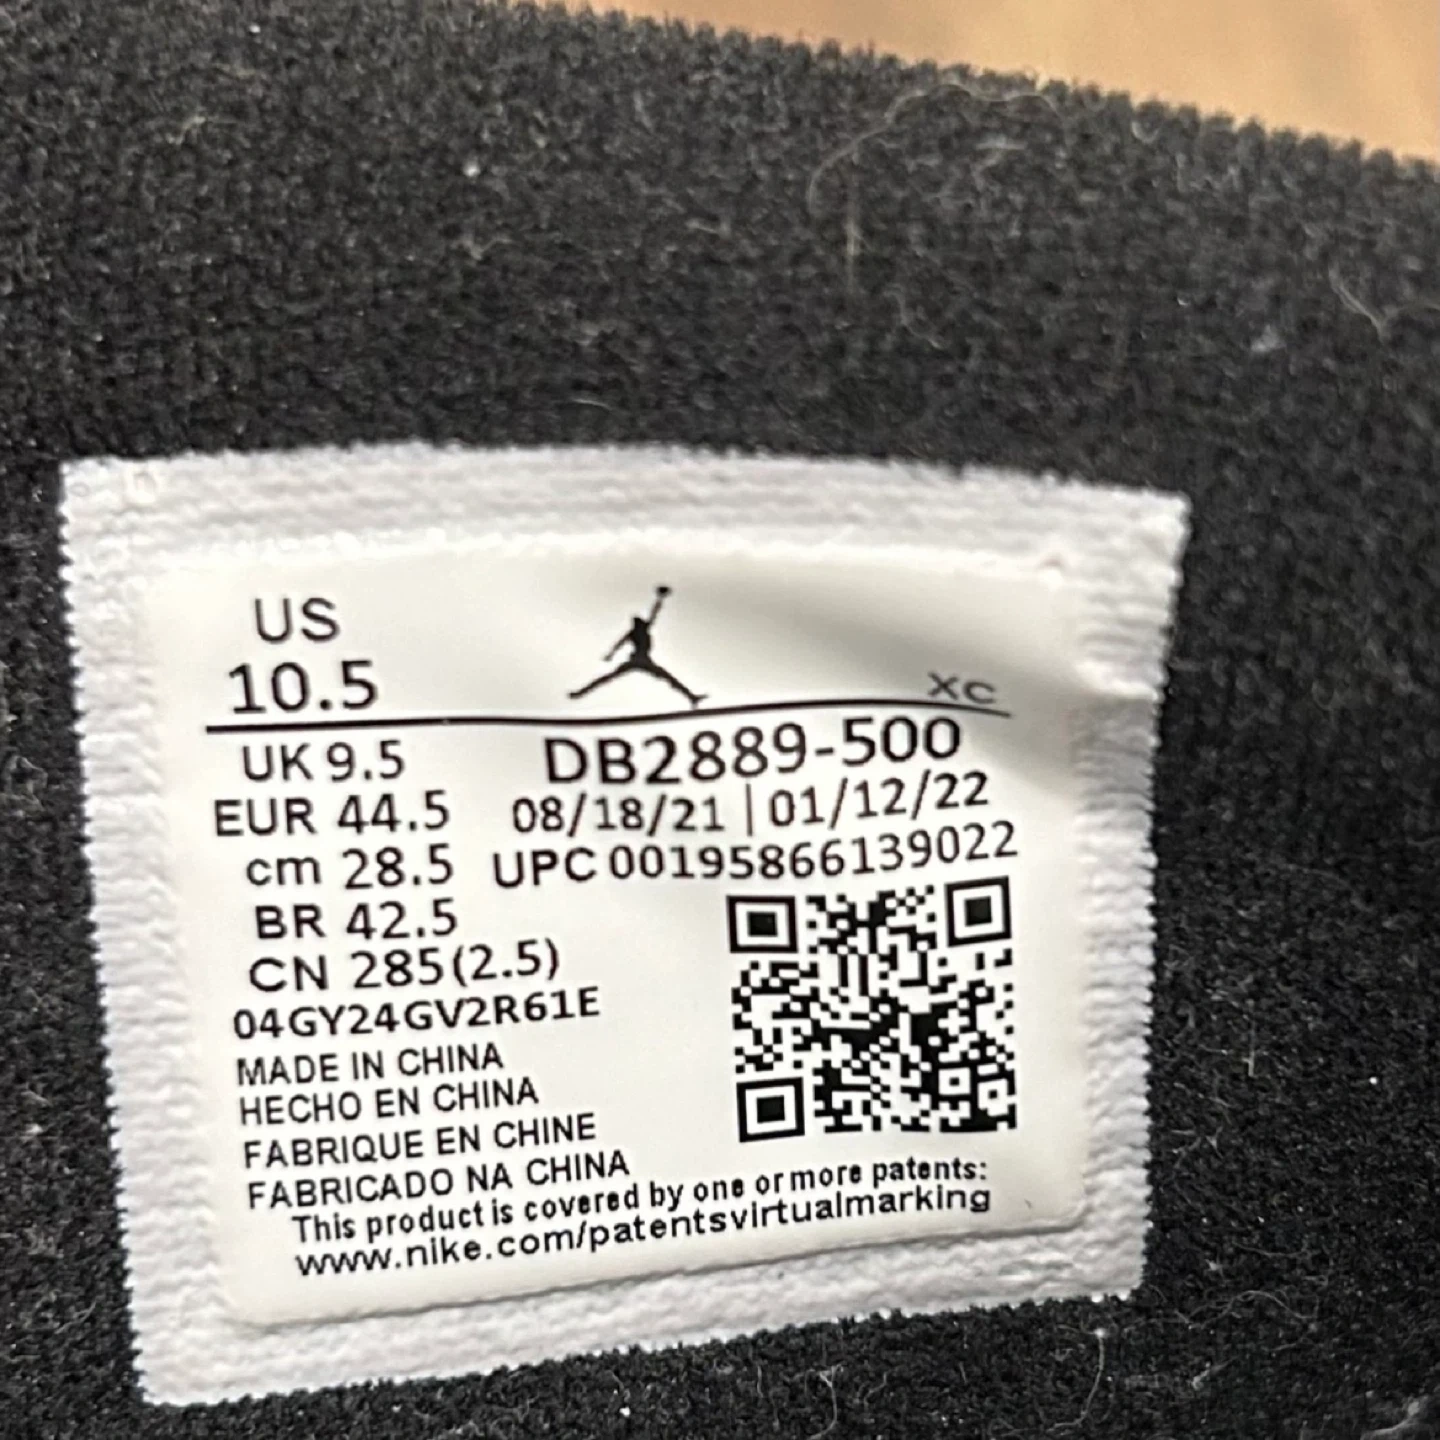 US
10.5
XC
UK 9.5
DB2889-500
EUR 44.5
08/18/21 | 01/12/22
cm 28.5
UPC 00195866139022
BR 42.5
CN 285(2.5)
04GY24GV2R61E
MADE IN CHINA
HECHO EN CHINA
FABRIQUE EN CHINE
FABRICADO NA CHINA
This product is covered by one or more patents:
www.nike.com/patentsvirtualmarking